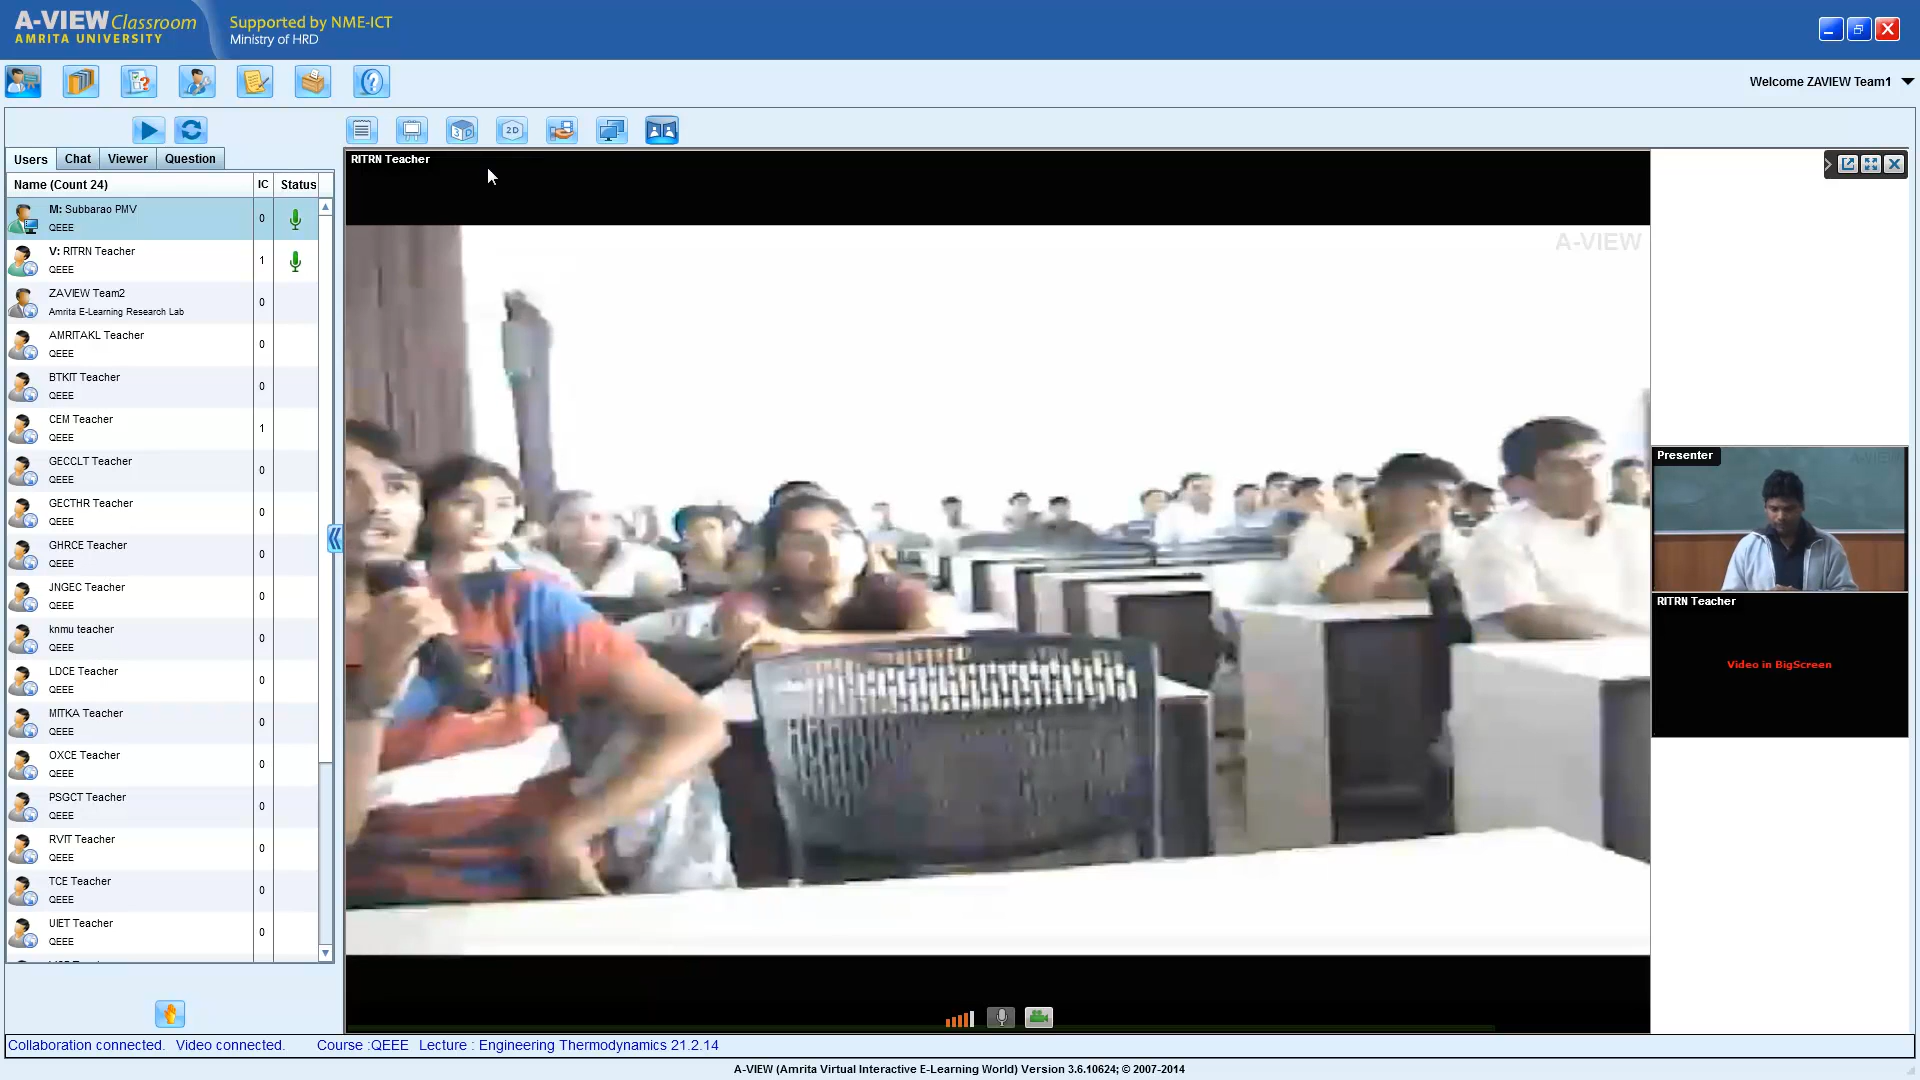 A-VIEW Classroom
AMRITA UNIVERSITY
Supported by NME-ICT
Ministry of HRD
Welcome ZAVIEW Team1
3D
2D
Users
Chat
Viewer
Question
Name (Count 24)
IC
Status
M: Subbarao PMV
QEEE
0
V: RITRN Teacher
QEEE
1
ZAVIEW Team2
Amrita E-Learning Research Lab
0
AMRITAKL Teacher
QEEE
0
BTKIT Teacher
QEEE
0
CEM Teacher
QEEE
1
GECCLT Teacher
QEEE
0
GECTHR Teacher
QEEE
0
GHRCE Teacher
QEEE
0
JNGEC Teacher
QEEE
0
knmu teacher
QEEE
0
LDCE Teacher
QEEE
0
MITKA Teacher
QEEE
0
OXCE Teacher
QEEE
0
PSGCT Teacher
QEEE
0
RVIT Teacher
QEEE
0
TCE Teacher
QEEE
0
UIET Teacher
QEEE
0
RITRN Teacher
A-VIEW
Presenter
A-VIEW
RITRN Teacher
Video in BigScreen
Collaboration connected. Video connected. Course :QEEE Lecture : Engineering Thermodynamics 21.2.14
A-VIEW (Amrita Virtual Interactive E-Learning World) Version 3.6.10624; © 2007-2014